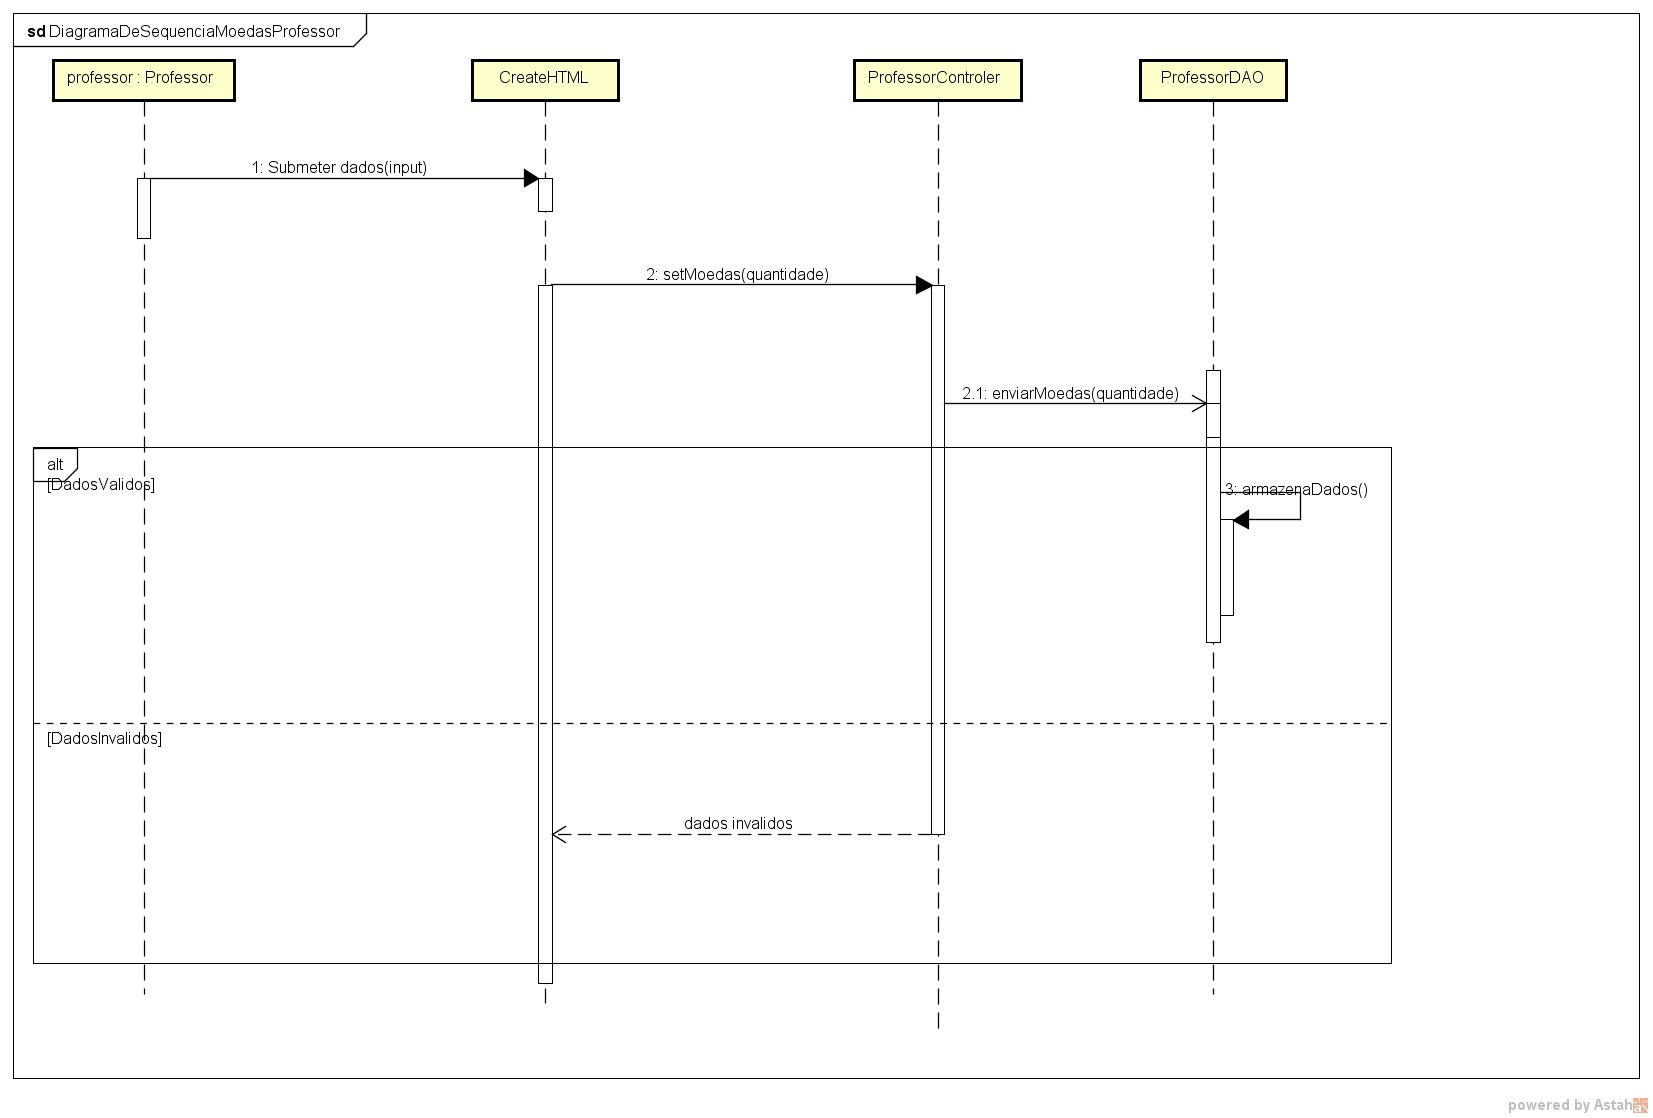 sd DiagramaDeSequenciaMoedasProfessor
professor : Professor
CreateHTML
ProfessorControler
ProfessorDAO
1: Submeter dados(input)
2: setMoedas(quantidade)
2.1: enviarMoedas(quantidade)
alt
[DadosValidos]
3: armazenaDados()
[DadosInvalidos]
dados invalidos
powered by Astah